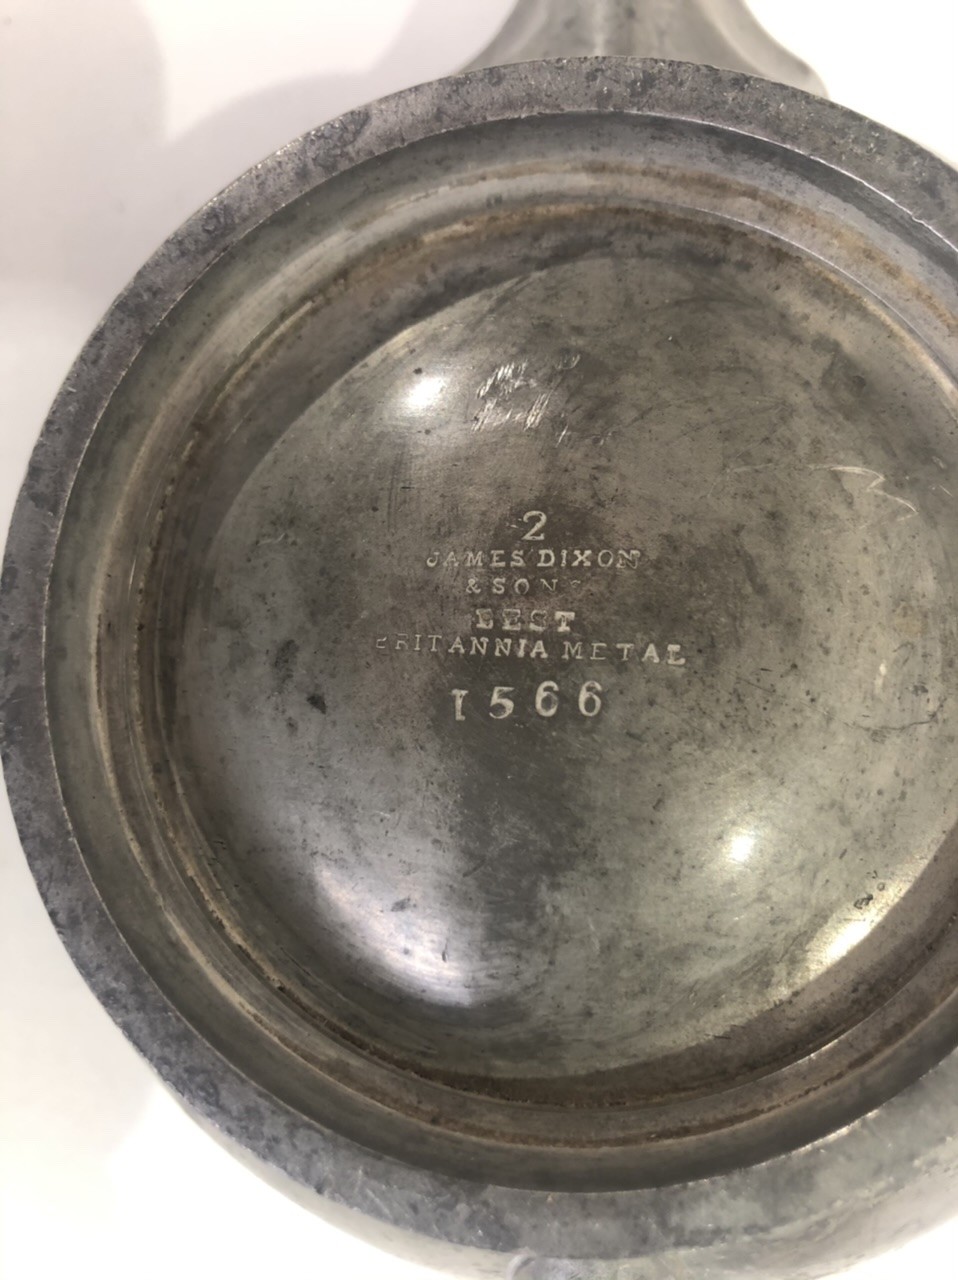 2
JAMES DIXON
& SONS
BEST
BRITANNIA METAL
1566